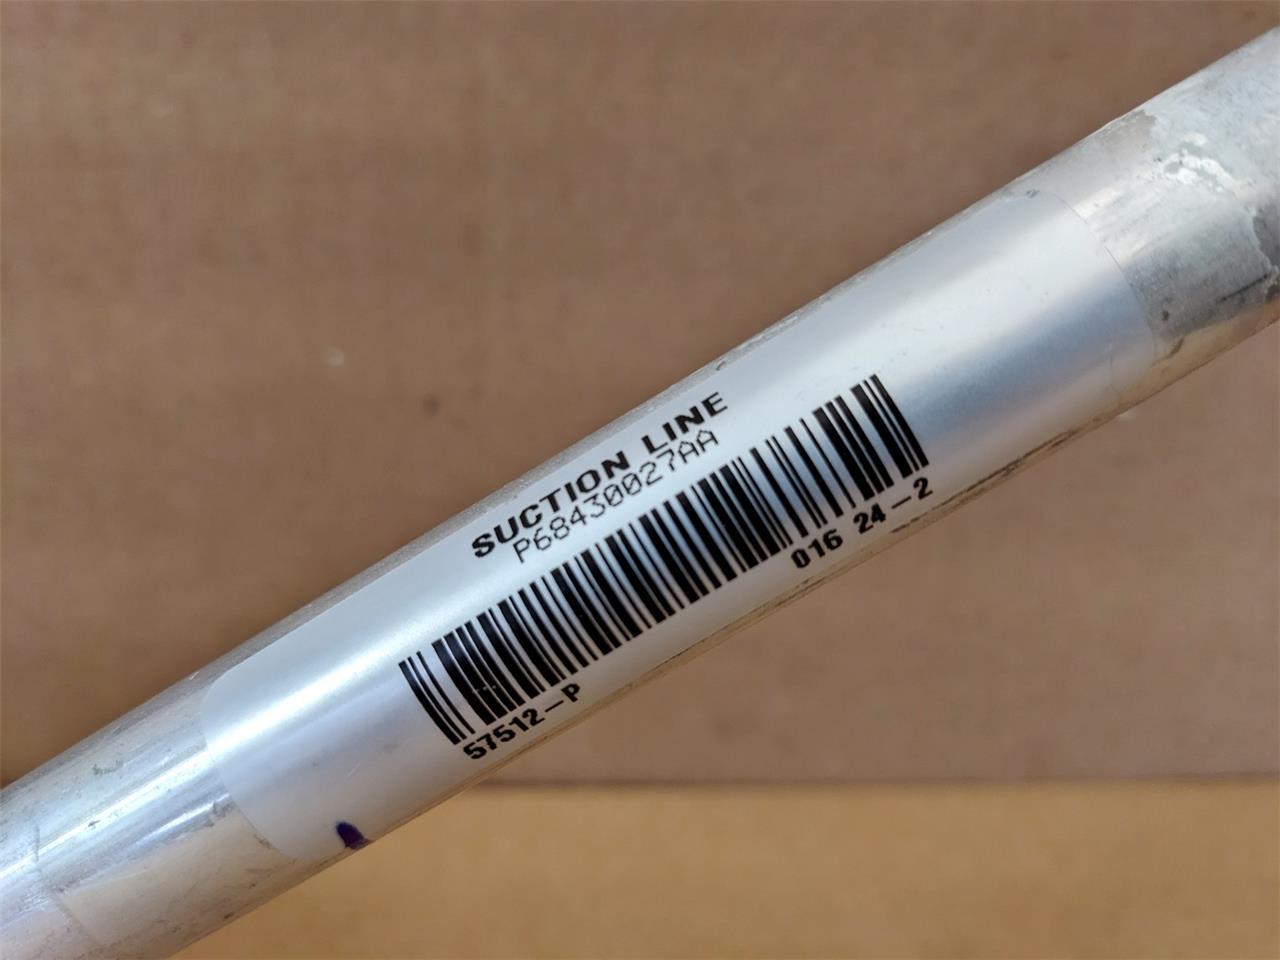 SUCTION LINE
P68430027AA
57512-P 016 24-2